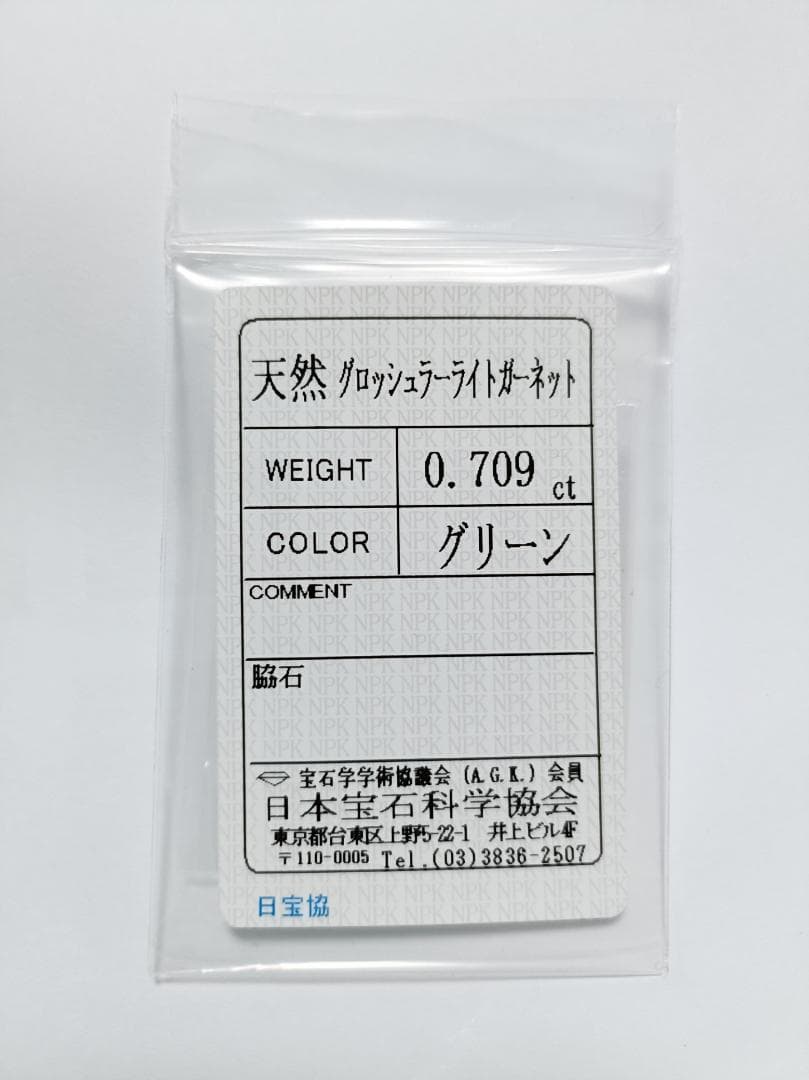 天然 グロッシュラーライトガーネット
WEIGHT 0.709 ct
COLOR グリーン
COMMENT
脇石
宝石学学術協議会 (A.G.K.) 会員
日本宝石科学協会
東京都台東区上野5-22-1 井上ビル4F
〒110-0005 Tel.(03)3836-2507
日宝協